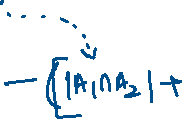 - [|A₁∩A₂| +